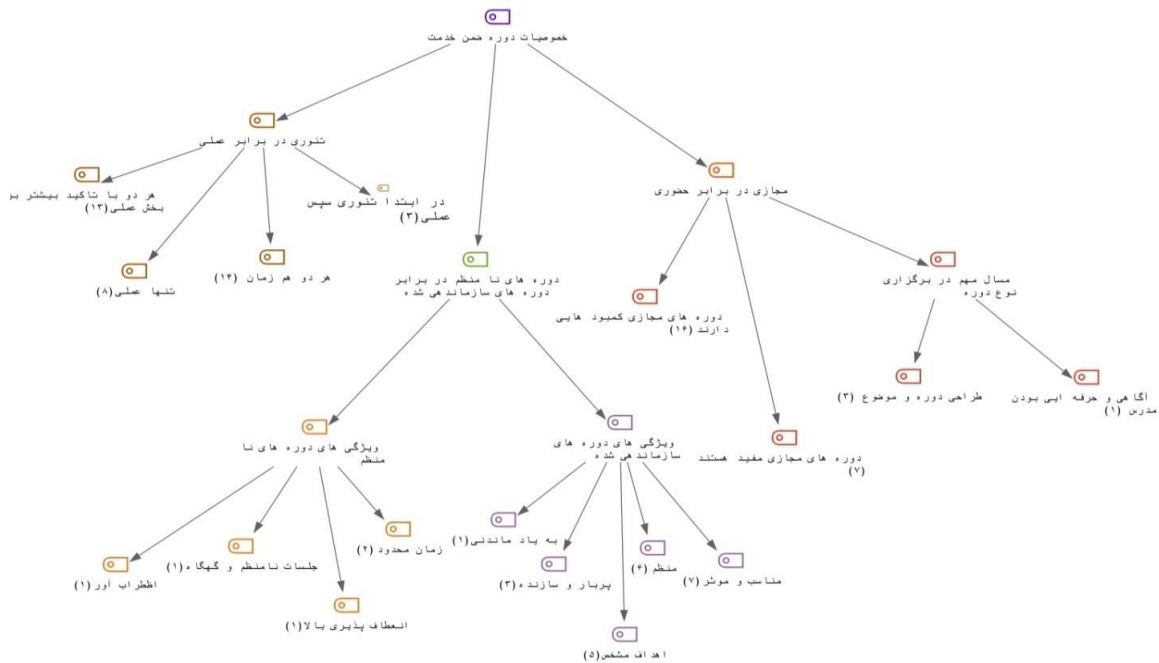 خصوصیات دوره ضمن خدمت
تئوری در برابر عملی
هر دو با تاکید بیشتر بر
بخش عملی (۱۳)
تنها عملی (۸)
هر دو هم زمان (۱۴)
در ابتدا تئوری سپس
عملی (۳)
دوره های نا منظم در برابر
دوره های سازماندهی شده
مجازی در برابر حضوری
دوره های مجازی کمبود هایی
دارند (۱۶)
دوره های مجازی مفید هستند
(۷)
مسال مهم در برگزاری
نوع دوره
طراحی دوره و موضوع (۳)
آگاهی و حرفه ایی بودن
مدرس (۱)
ویژگی های دوره های نا
منظم
اظطراب آور (۱)
جلسات نامنظم و گهگاه (۱)
انعطاف پذیری بالا (۱)
زمان محدود (۲)
ویژگی های دوره های
سازماندهی شده
به یاد ماندنی (۱)
پربار و سازنده (۳)
اهداف مشخص (۵)
منظم (۶)
مناسب و موثر (۷)